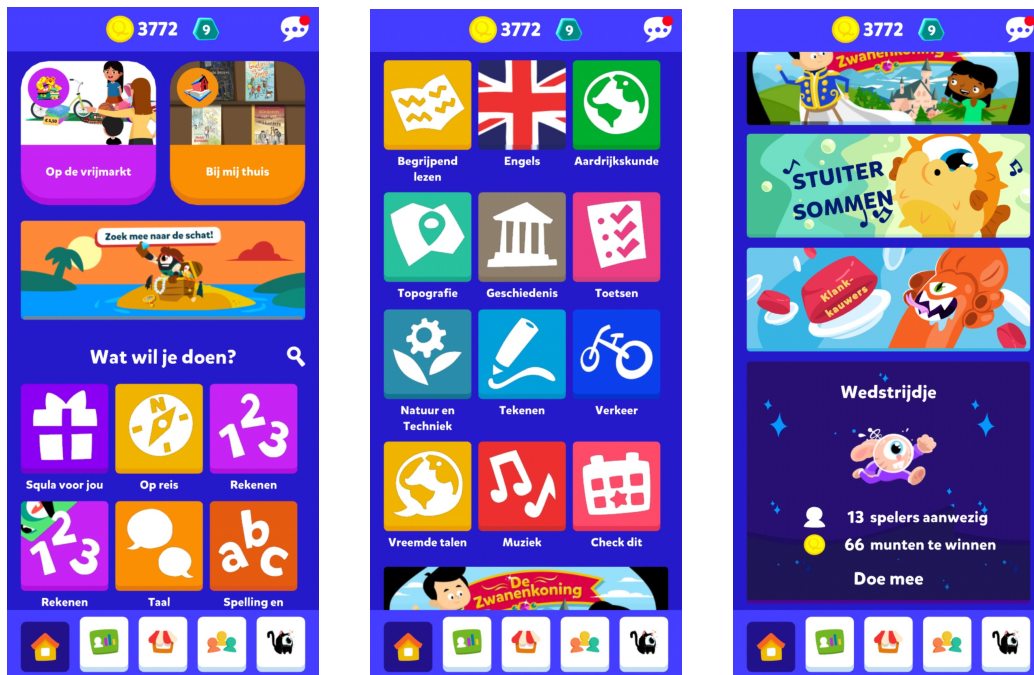 3772
9
Op de vrijmarkt
Bij mij thuis
Zoek mee naar de schat!
Wat wil je doen?
N
123
Squla voor jou
Op reis
Rekenen
123
abc
Rekenen
Taal
Spelling en
3772
9
Begrijpend
lezen
Engels
Aardrijkskunde
Topografie
Geschiedenis
Toetsen
Natuur en
Techniek
Tekenen
Verkeer
Vreemde talen
Muziek
Check dit
De
Zwanenkoning
3772
9
Zwanenkoning
STUITER
SOMMEN
Klank-
kauwers
Wedstrijdje
13 spelers aanwezig
66 munten te winnen
Doe mee